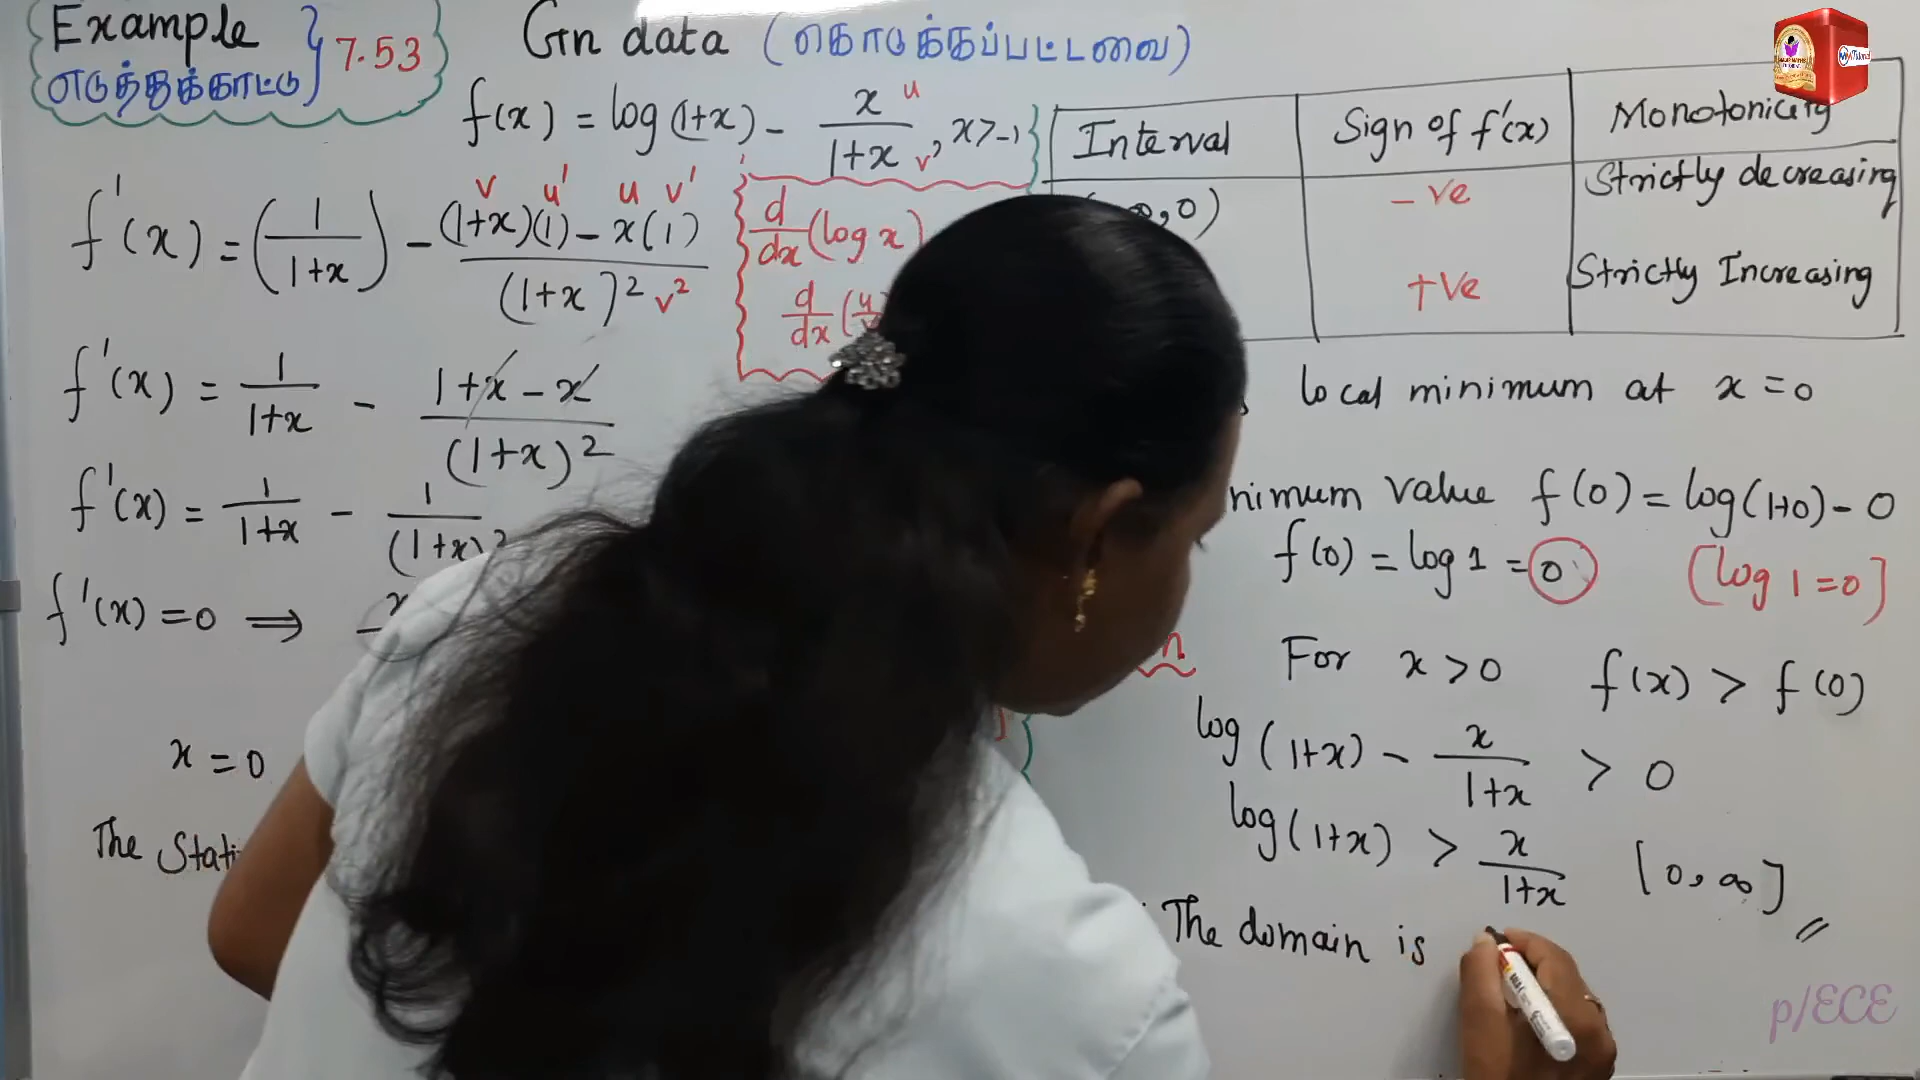 Example
எடுத்துக்காட்டு } 7.53
Gn data (கொடுக்கப்பட்டவை)
f(x) = log(1+x) - x/1+x, x>-1
u
v
v u' u v'
f'(x) = (1/1+x) - (1+x)(1) - x(1)/(1+x)² v²
d/dx (log x)
d/dx
f'(x) = 1/1+x - 1+x-x/(1+x)²
f'(x) = 1/1+x - 1/(1+x)²
f'(x) = 0 ⇒
x = 0
The
Interval Sign of f'(x) Monotonicity
,0) -ve Strictly decreasing
+ve Strictly Increasing
local minimum at x = 0
value f(0) = log(1+0) - 0
f(0) = log 1 = 0 [log 1 = 0]
For x > 0 f(x) > f(0)
log (1+x) - x/1+x > 0
log(1+x) > x/1+x [0, ∞] //
The domain is
p/ECE